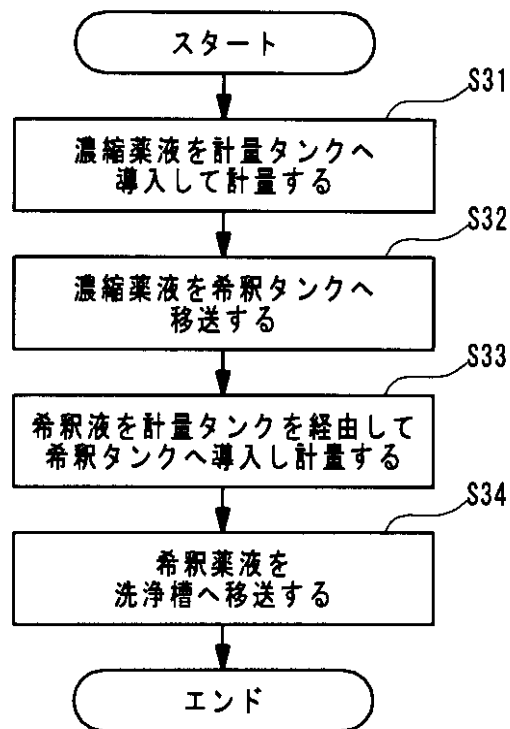 スタート
S31
濃縮薬液を計量タンクへ
導入して計量する
S32
濃縮薬液を希釈タンクへ
移送する
S33
希釈液を計量タンクを経由して
希釈タンクへ導入し計量する
S34
希釈薬液を
洗浄槽へ移送する
エンド